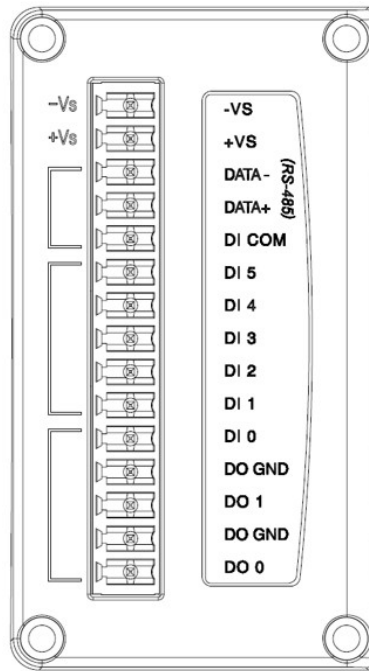 -Vs
+Vs
-VS
+VS
DATA-
DATA+
(RS-485)
DI COM
DI 5
DI 4
DI 3
DI 2
DI 1
DI 0
DO GND
DO 1
DO GND
DO 0